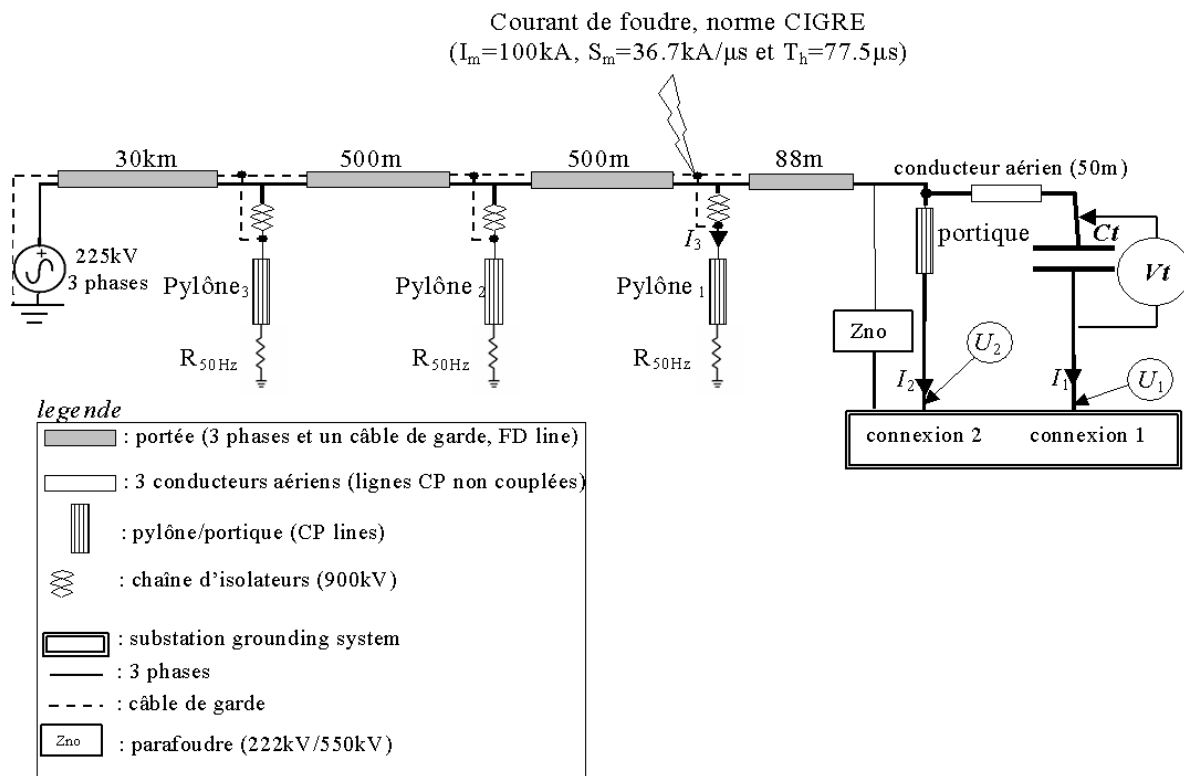 Courant de foudre, norme CIGRE
(Im=100kA, Sm=36.7kA/µs et Th=77.5µs)
30km
500m
500m
88m
conducteur aérien (50m)
225kV
3 phases
Pylône3
Pylône 2
Pylône 1
I3
portique
Ct
Vt
R50Hz
R50Hz
R50Hz
Zno
I2
U2
I1
U1
connexion 2
connexion 1
legende
: portée (3 phases et un câble de garde, FD line)
: 3 conducteurs aériens (lignes CP non couplées)
: pylône/portique (CP lines)
: chaîne d'isolateurs (900kV)
: substation grounding system
: 3 phases
: câble de garde
Zno : parafoudre (222kV/550kV)